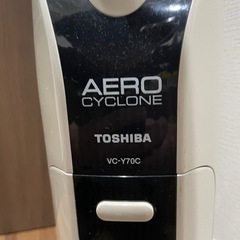 AERO
CYCLONE
TOSHIBA
VC-Y70C